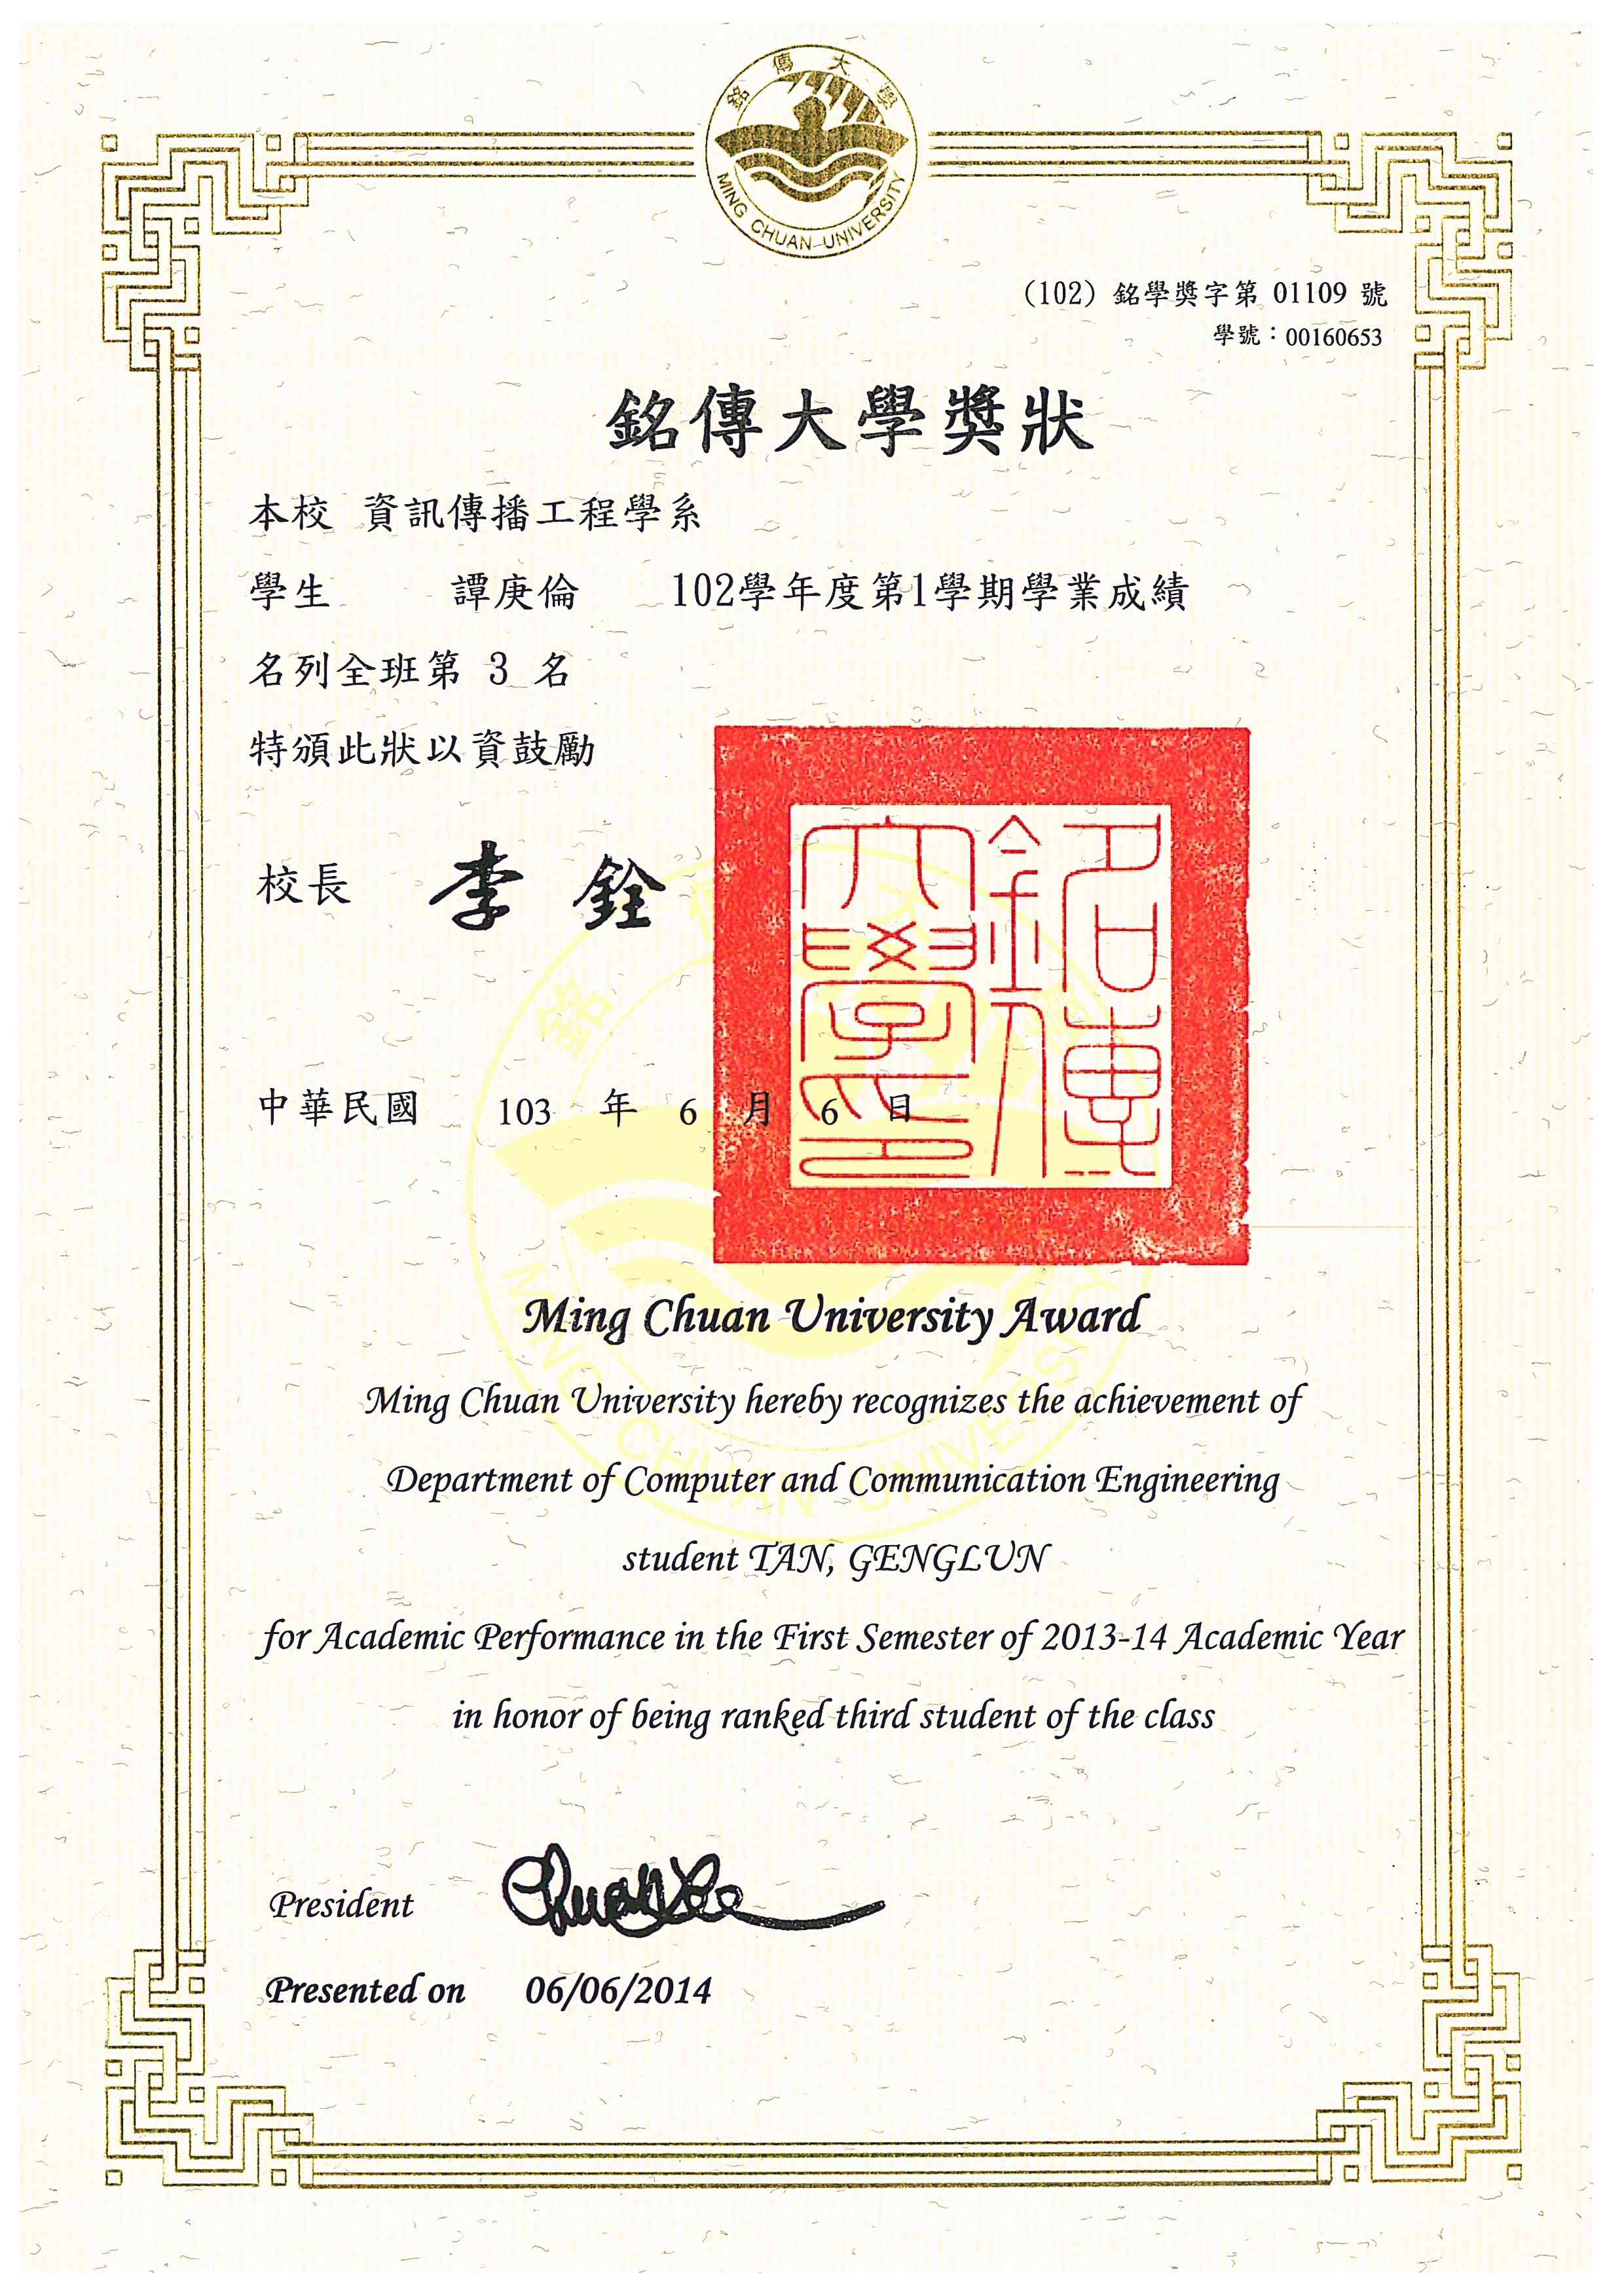 銘傳大學
MING CHUAN UNIVERSITY
(102) 銘學獎字第 01109 號
學號：00160653
銘傳大學獎狀
本校 資訊傳播工程學系
學生 譚庚倫 102學年度第1學期學業成績
名列全班第 3 名
特頒此狀以資鼓勵
校長 李銓
銘傳大學印
中華民國 103 年 6 月 6 日
Ming Chuan University Award
Ming Chuan University hereby recognizes the achievement of
Department of Computer and Communication Engineering
student TAN, GENGLUN
for Academic Performance in the First Semester of 2013-14 Academic Year
in honor of being ranked third student of the class
President Chuan Lee
Presented on 06/06/2014